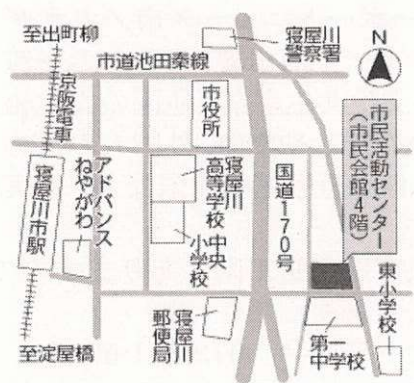 至出町柳
寝屋川
警察署
N
市道池田秦線
京阪電車
市役所
市民活動センター
(市民会館4階)
アドバンス
ねやがわ
寝屋川
高等学校
国道170号
寝屋川市駅
中央
小学校
東小学校
寝屋川
郵便局
第一
中学校
至淀屋橋